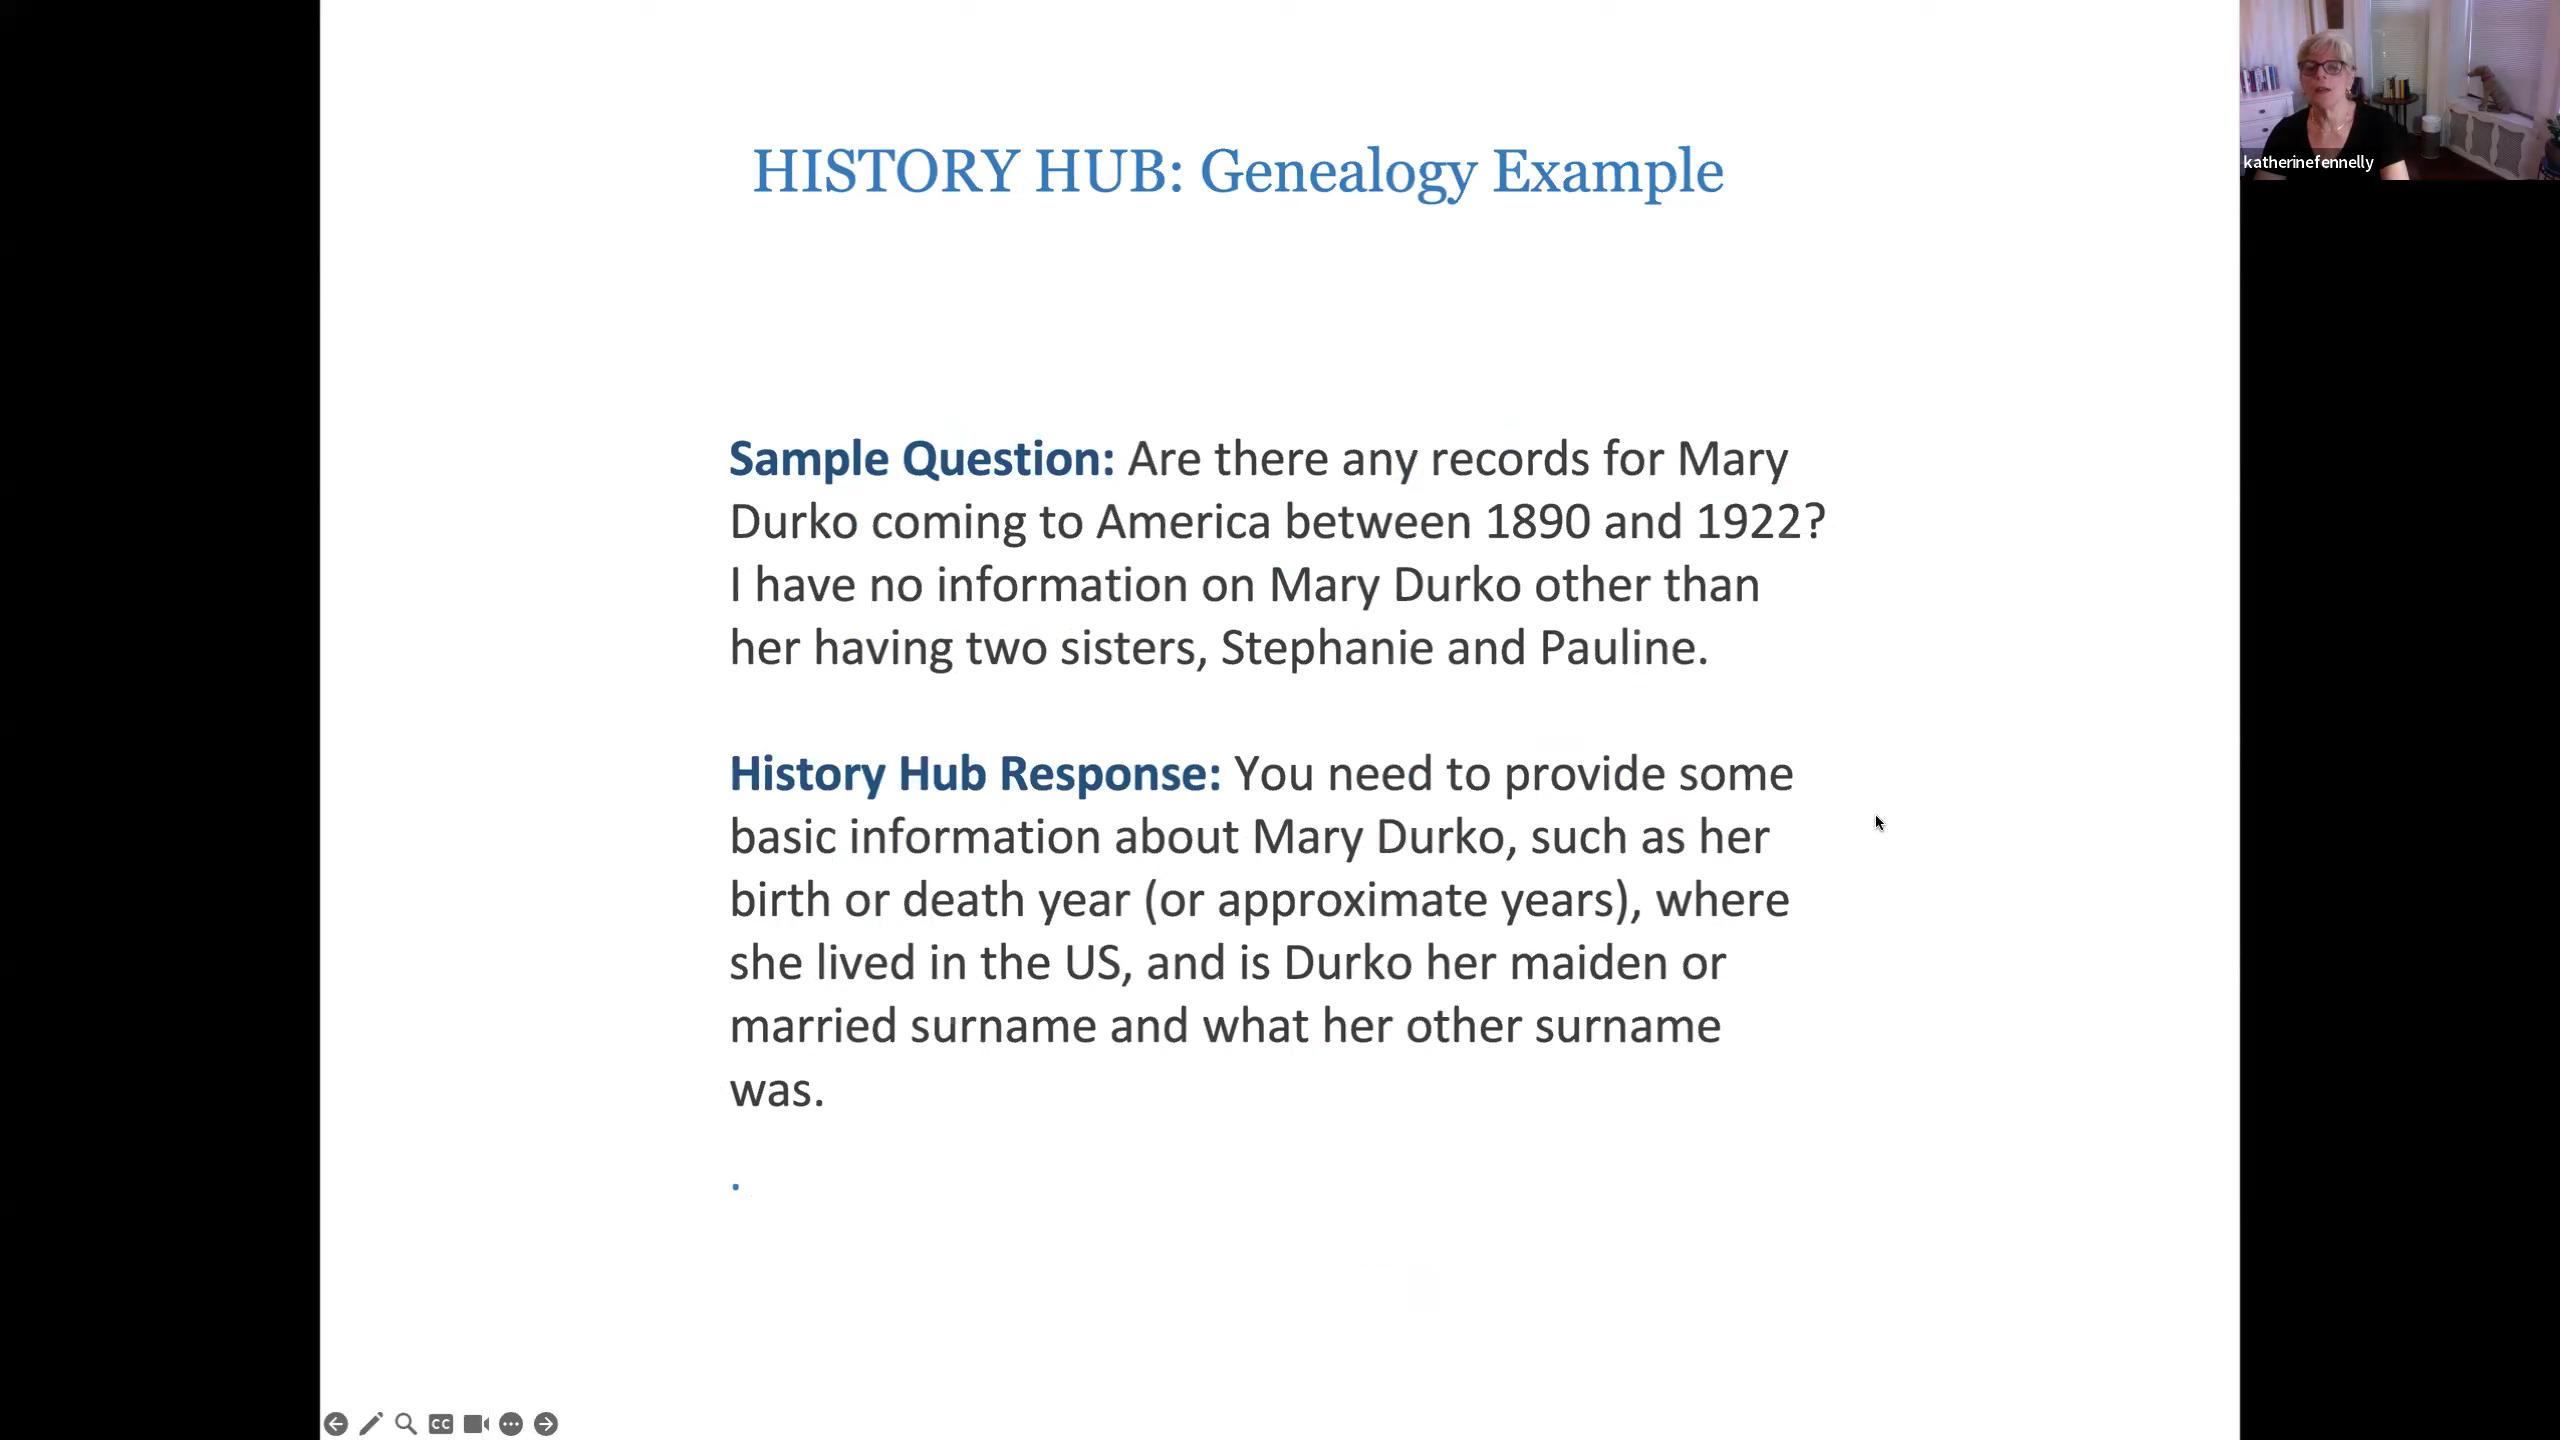 HISTORY HUB: Genealogy Example
katherinefennelly
Sample Question: Are there any records for Mary
Durko coming to America between 1890 and 1922?
I have no information on Mary Durko other than
her having two sisters, Stephanie and Pauline.
History Hub Response: You need to provide some
basic information about Mary Durko, such as her
birth or death year (or approximate years), where
she lived in the US, and is Durko her maiden or
married surname and what her other surname
was.
.
CC